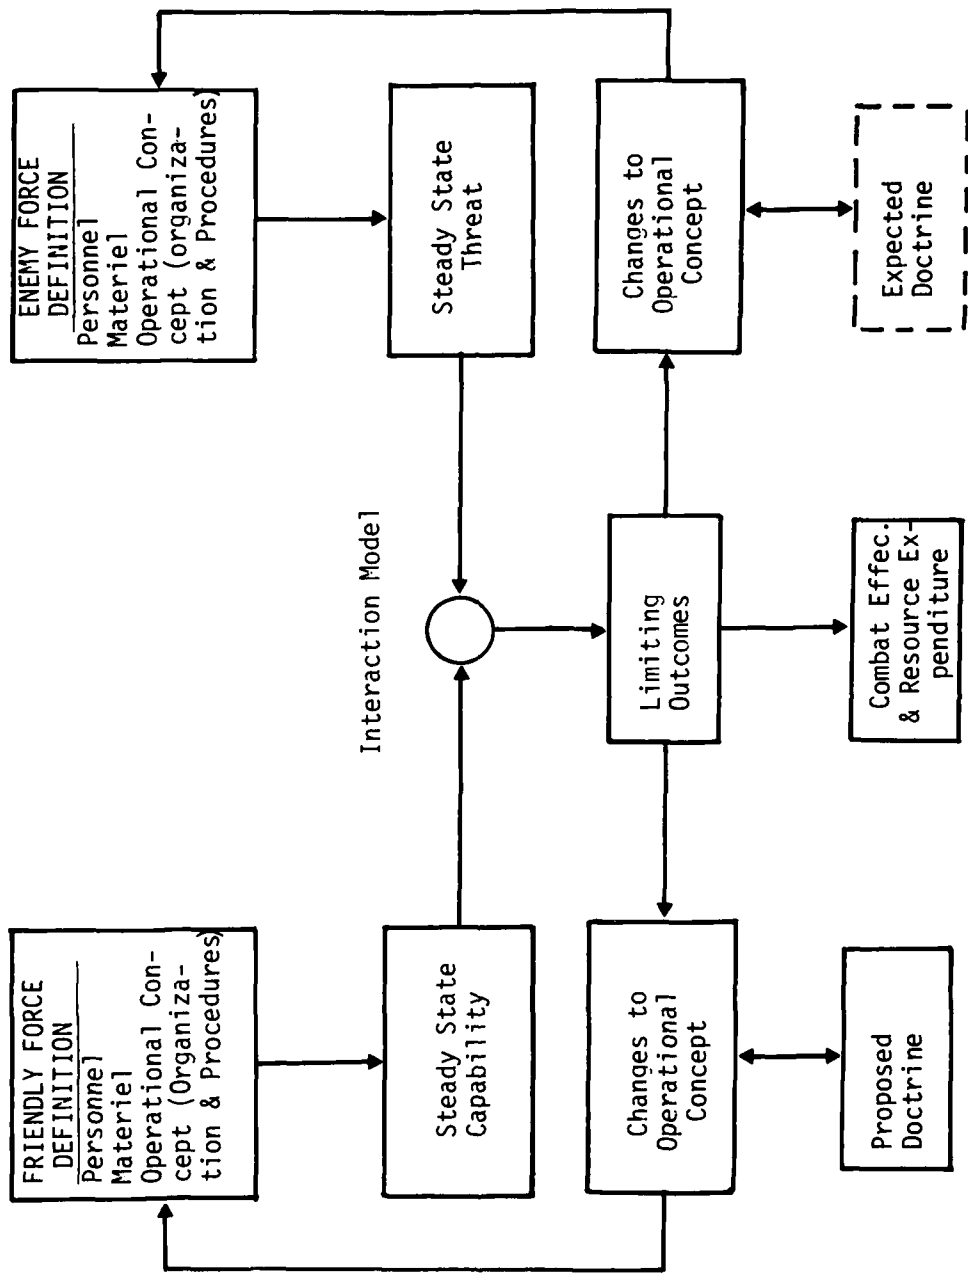 FRIENDLY FORCE
DEFINITION
Personnel
Materiel
Operational Con-
cept (Organiza-
tion & Procedures)
ENEMY FORCE
DEFINITION
Personnel
Materiel
Operational Con-
cept (organiza-
tion & Procedures)
Steady State
Capability
Interaction Model
Steady State
Threat
Changes to
Operational
Concept
Limiting
Outcomes
Changes to
Operational
Concept
Proposed
Doctrine
Combat Effec.
& Resource Ex-
penditure
Expected
Doctrine